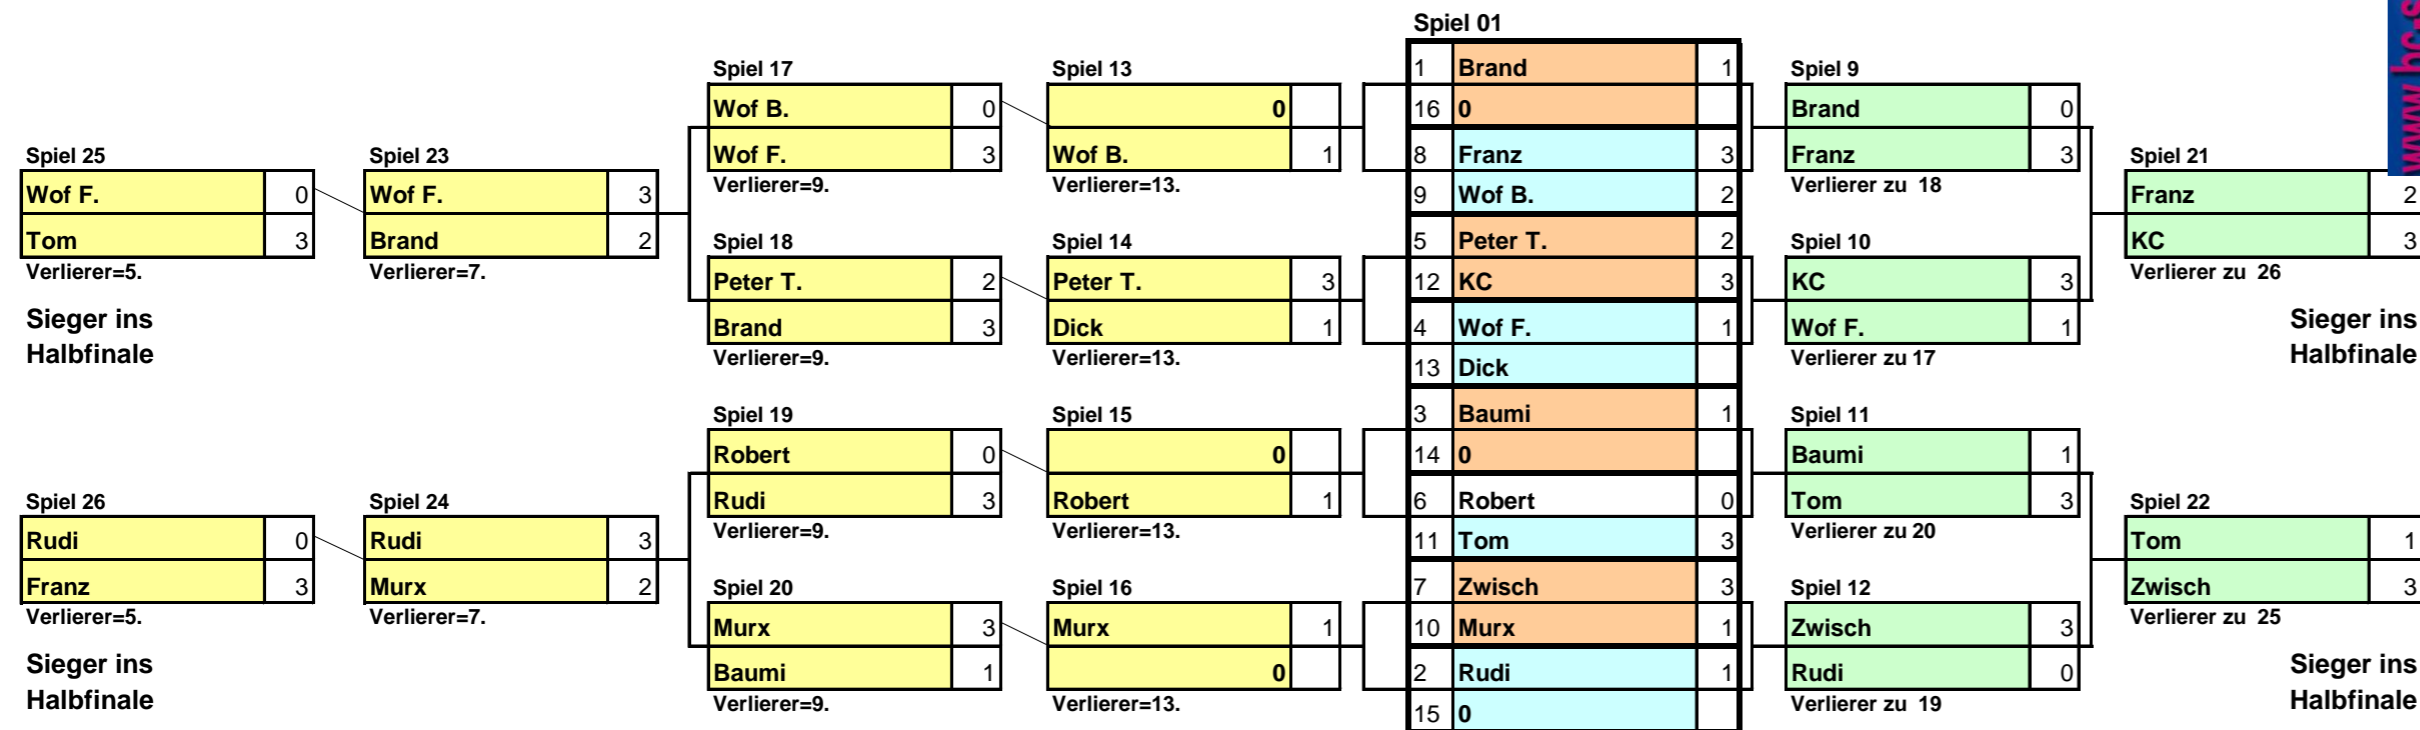 Spiel 01
Spiel 17 Spiel 13 1 Brand 1 Spiel 9
Wof B. 0 0 16 0 Brand 0
Spiel 25 Spiel 23 Wof F. 3 Wof B. 1 8 Franz 3 Franz 3 Spiel 21
Verlierer=9. Verlierer=13. Verlierer zu 18
Wof F. 0 Wof F. 3 9 Wof B. 2 Franz 2
Tom 3 Brand 2 Spiel 18 Spiel 14 5 Peter T. 2 Spiel 10 KC 3
Verlierer=5. Verlierer=7. Verlierer zu 26
Peter T. 2 Peter T. 3 12 KC 3 KC 3
Sieger ins Brand 3 Dick 1 4 Wof F. 1 Wof F. 1 Sieger ins
Halbfinale Verlierer=9. Verlierer=13. 13 Dick Verlierer zu 17 Halbfinale
Spiel 19 Spiel 15 3 Baumi 1 Spiel 11
Robert 0 0 14 0 Baumi 1
Spiel 26 Spiel 24 Rudi 3 Robert 1 6 Robert 0 Tom 3 Spiel 22
Verlierer=9. Verlierer=13. Verlierer zu 20
Rudi 0 Rudi 3 11 Tom 3 Tom 1
Franz 3 Murx 2 Spiel 20 Spiel 16 7 Zwisch 3 Spiel 12 Zwisch 3
Verlierer=5. Verlierer=7. Verlierer zu 25
Murx 3 Murx 1 10 Murx 1 Zwisch 3
Sieger ins Baumi 1 0 2 Rudi 1 Rudi 0 Sieger ins
Halbfinale Verlierer=9. Verlierer=13. 15 0 Verlierer zu 19 Halbfinale